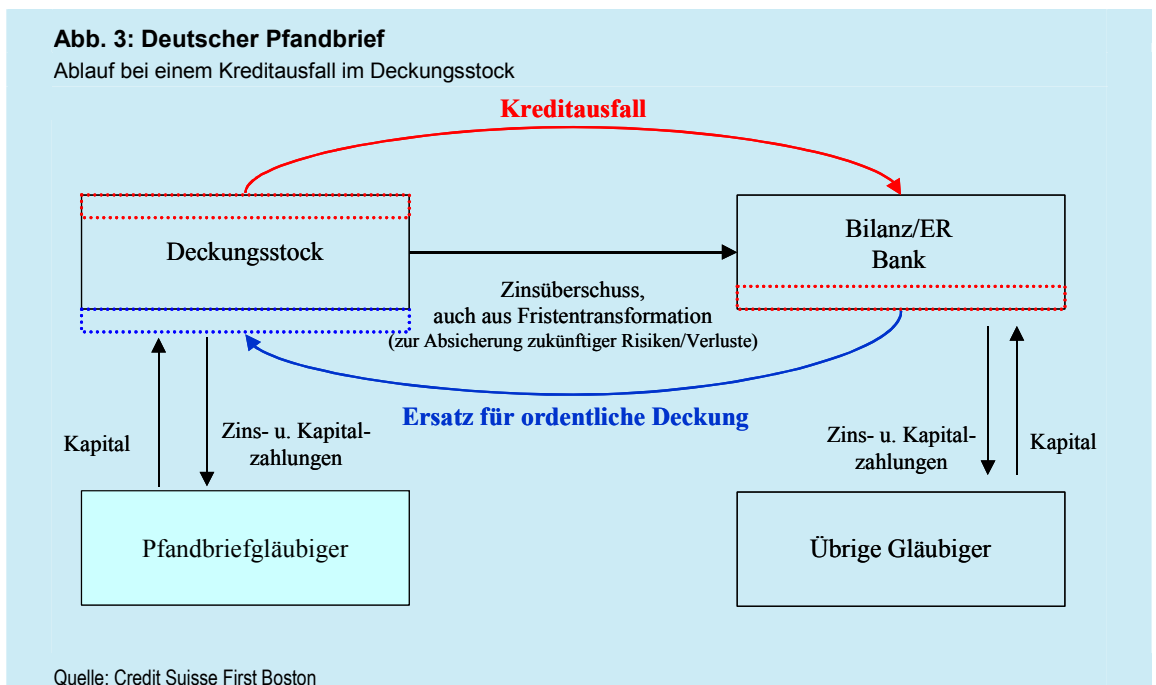 Abb. 3: Deutscher Pfandbrief
Ablauf bei einem Kreditausfall im Deckungsstock
Kreditausfall
Deckungsstock
Bilanz/ER
Bank
Zinsüberschuss,
auch aus Fristentransformation
(zur Absicherung zukünftiger Risiken/Verluste)
Ersatz für ordentliche Deckung
Kapital
Zins- u. Kapital-
zahlungen
Zins- u. Kapital-
zahlungen
Kapital
Pfandbriefgläubiger
Übrige Gläubiger
Quelle: Credit Suisse First Boston